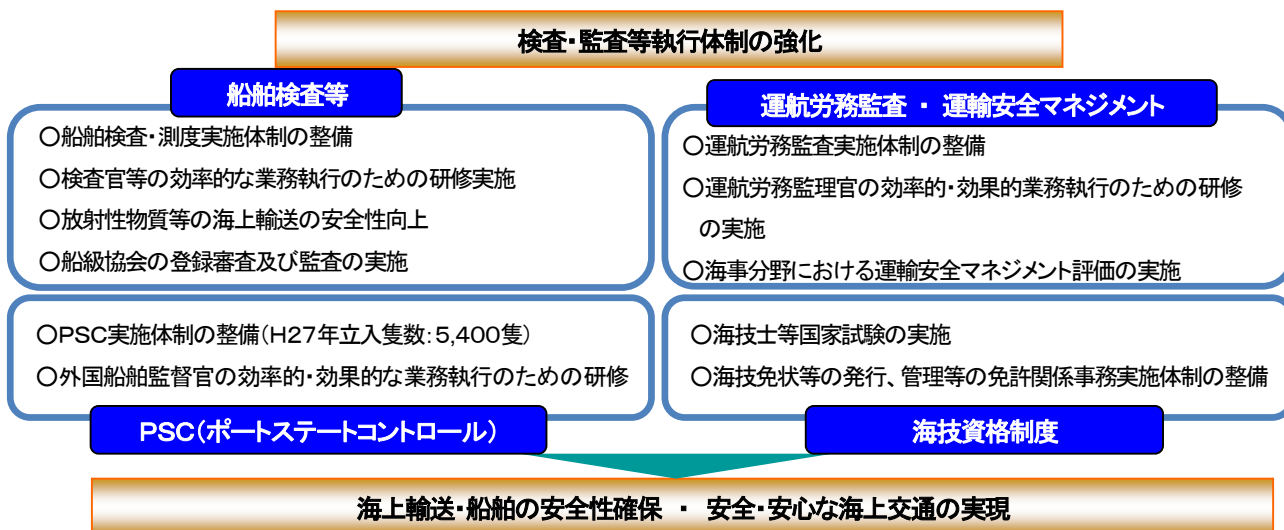 検査・監査等執行体制の強化
船舶検査等
○船舶検査・測度実施体制の整備
○検査官等の効率的な業務執行のための研修実施
○放射性物質等の海上輸送の安全性向上
○船級協会の登録審査及び監査の実施
運航労務監査 ・ 運輸安全マネジメント
○運航労務監査実施体制の整備
○運航労務監理官の効率的・効果的業務執行のための研修
の実施
○海事分野における運輸安全マネジメント評価の実施
○PSC実施体制の整備(H27年立入隻数:5,400隻)
○外国船舶監督官の効率的・効果的な業務執行のための研修
PSC(ポートステートコントロール)
○海技士等国家試験の実施
○海技免状等の発行、管理等の免許関係事務実施体制の整備
海技資格制度
海上輸送・船舶の安全性確保 ・ 安全・安心な海上交通の実現